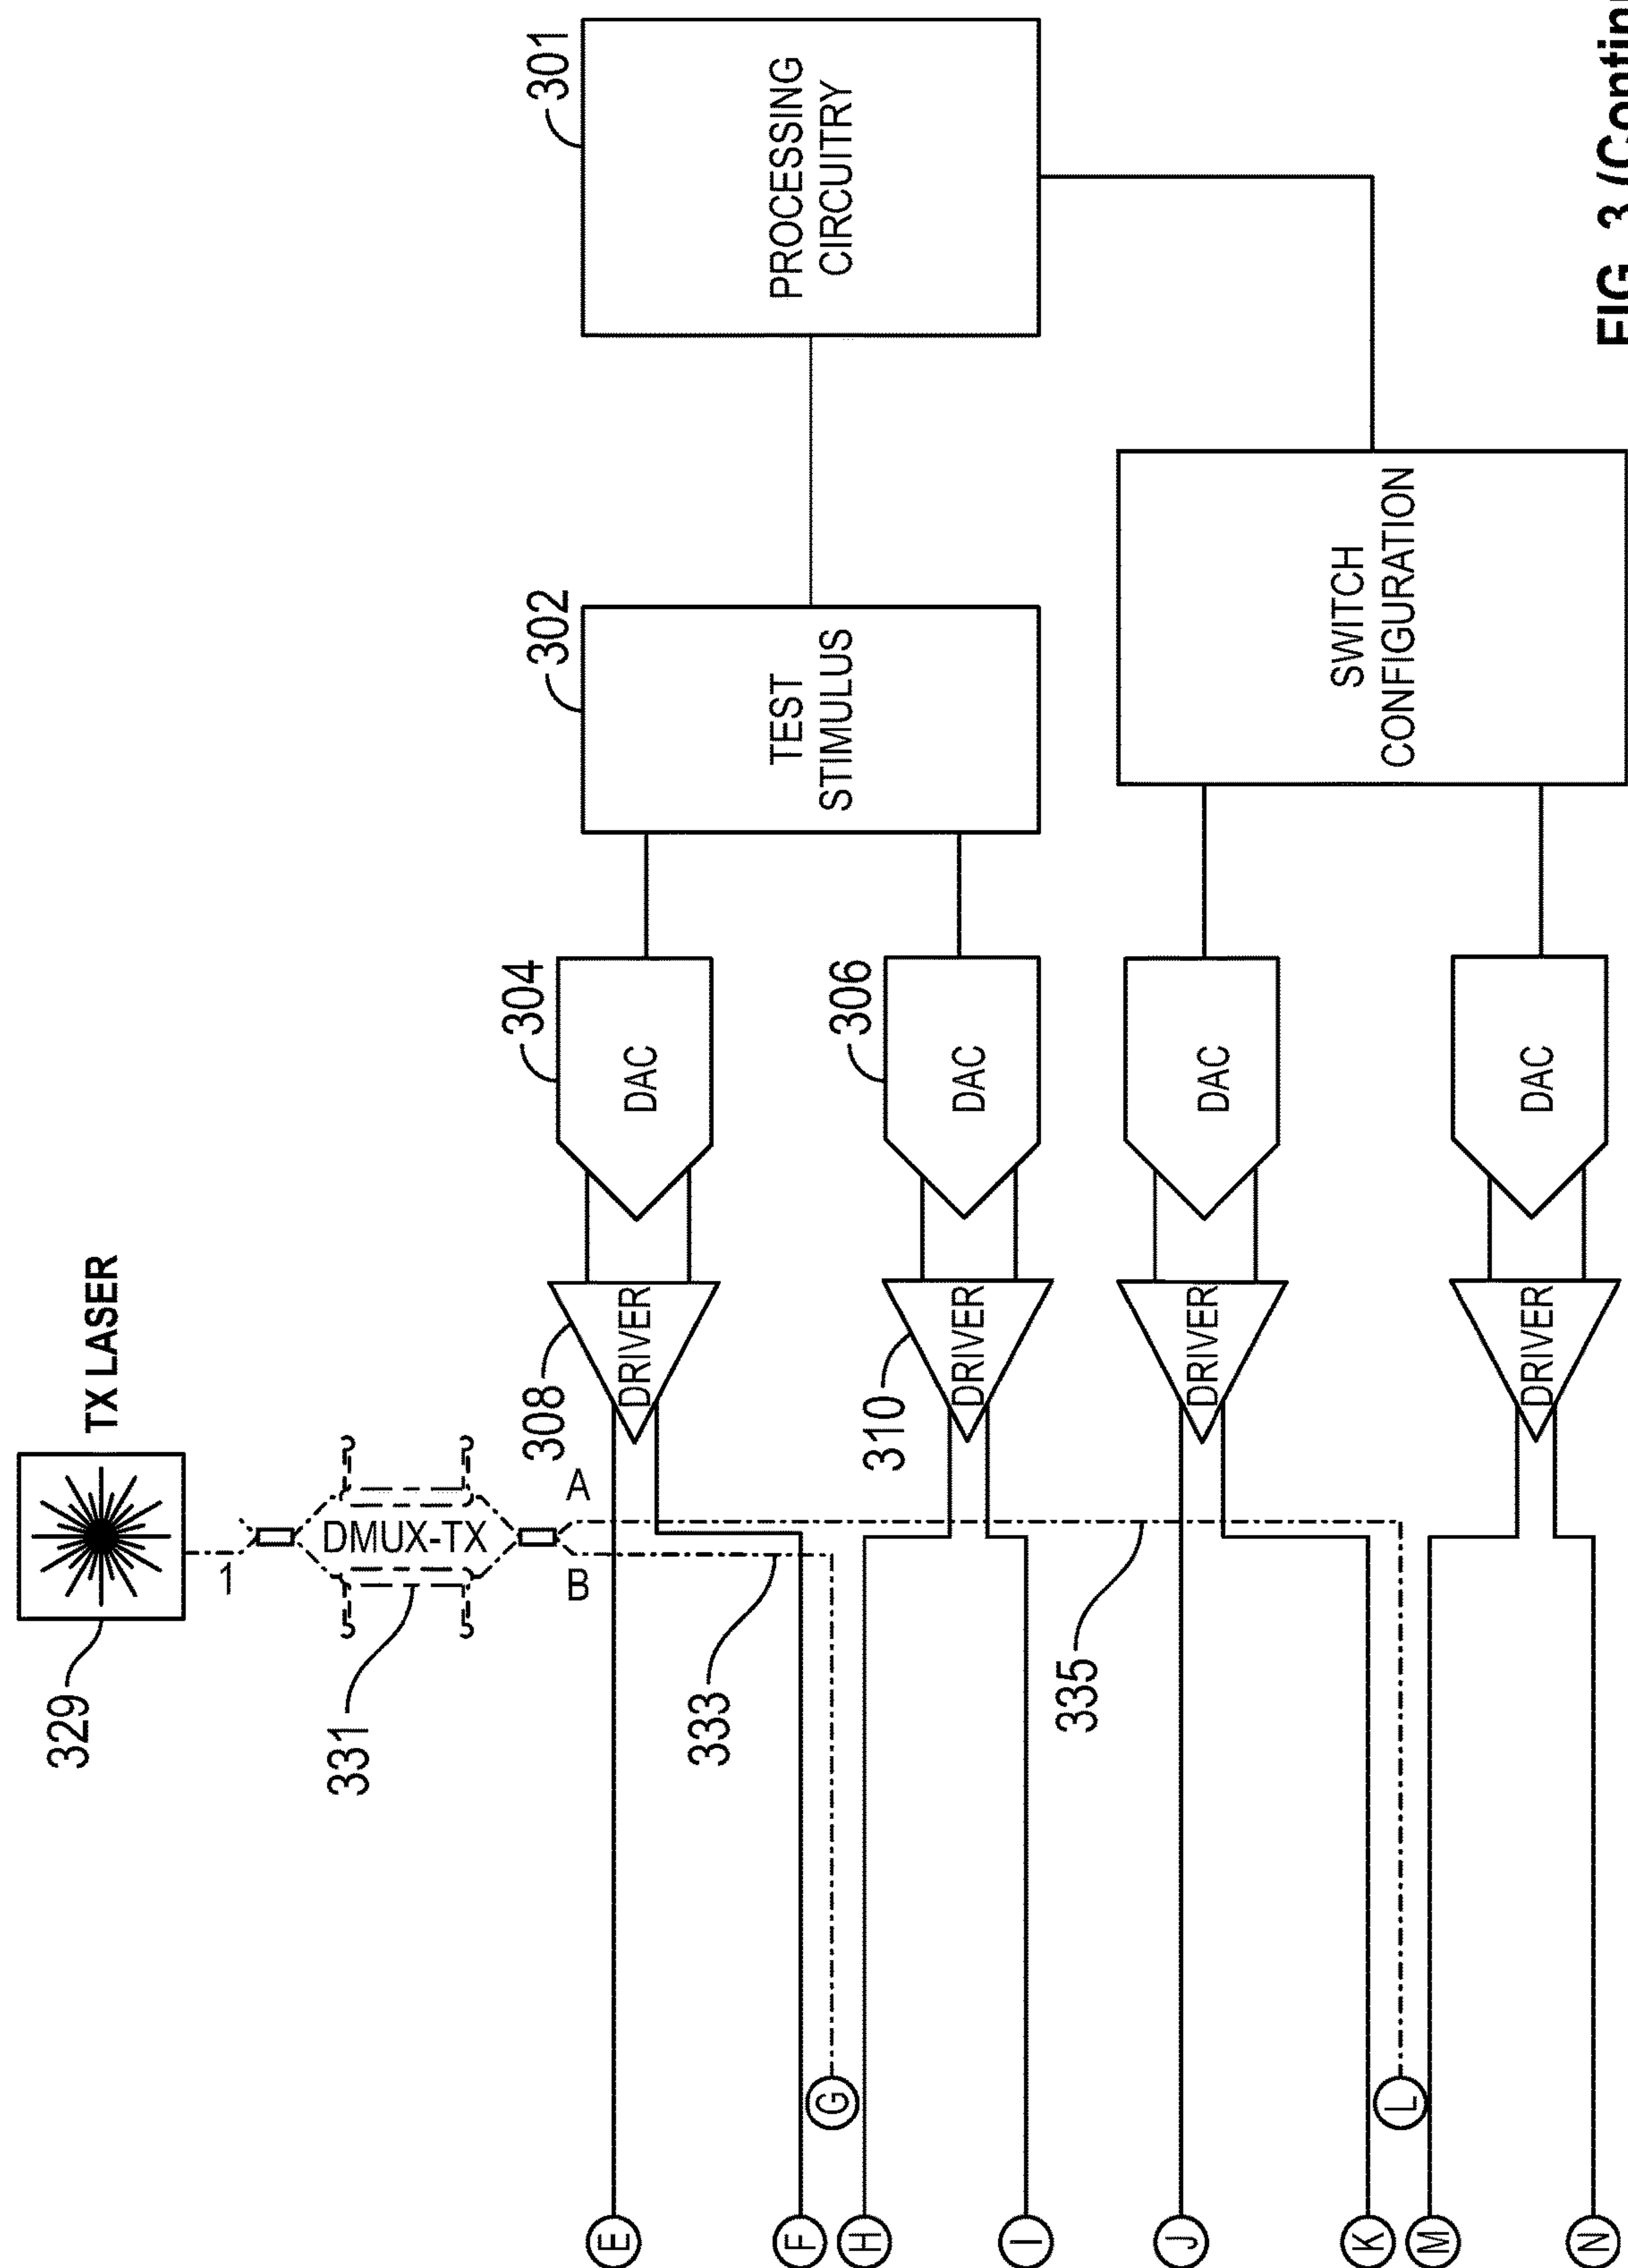 329
TX LASER
1
331
DMUX-TX
A
B
333
335
308
DRIVER
310
DRIVER
DRIVER
DRIVER
304
DAC
306
DAC
DAC
DAC
302
TEST
STIMULUS
301
PROCESSING
CIRCUITRY
SWITCH
CONFIGURATION
E
F
G
H
I
J
K
L
M
N
FIG. 3 (Contin